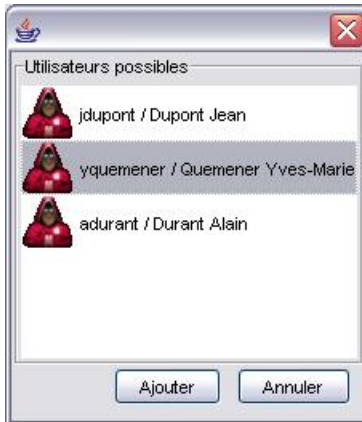 Utilisateurs possibles
jdupont / Dupont Jean
yquemener / Quemener Yves-Marie
adurant / Durant Alain
Ajouter
Annuler